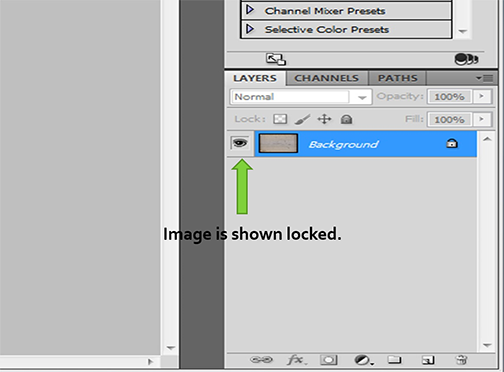 Channel Mixer Presets
Selective Color Presets
LAYERS CHANNELS PATHS
Normal Opacity: 100%
Lock: Fill: 100%
Background
Image is shown locked.
fx.